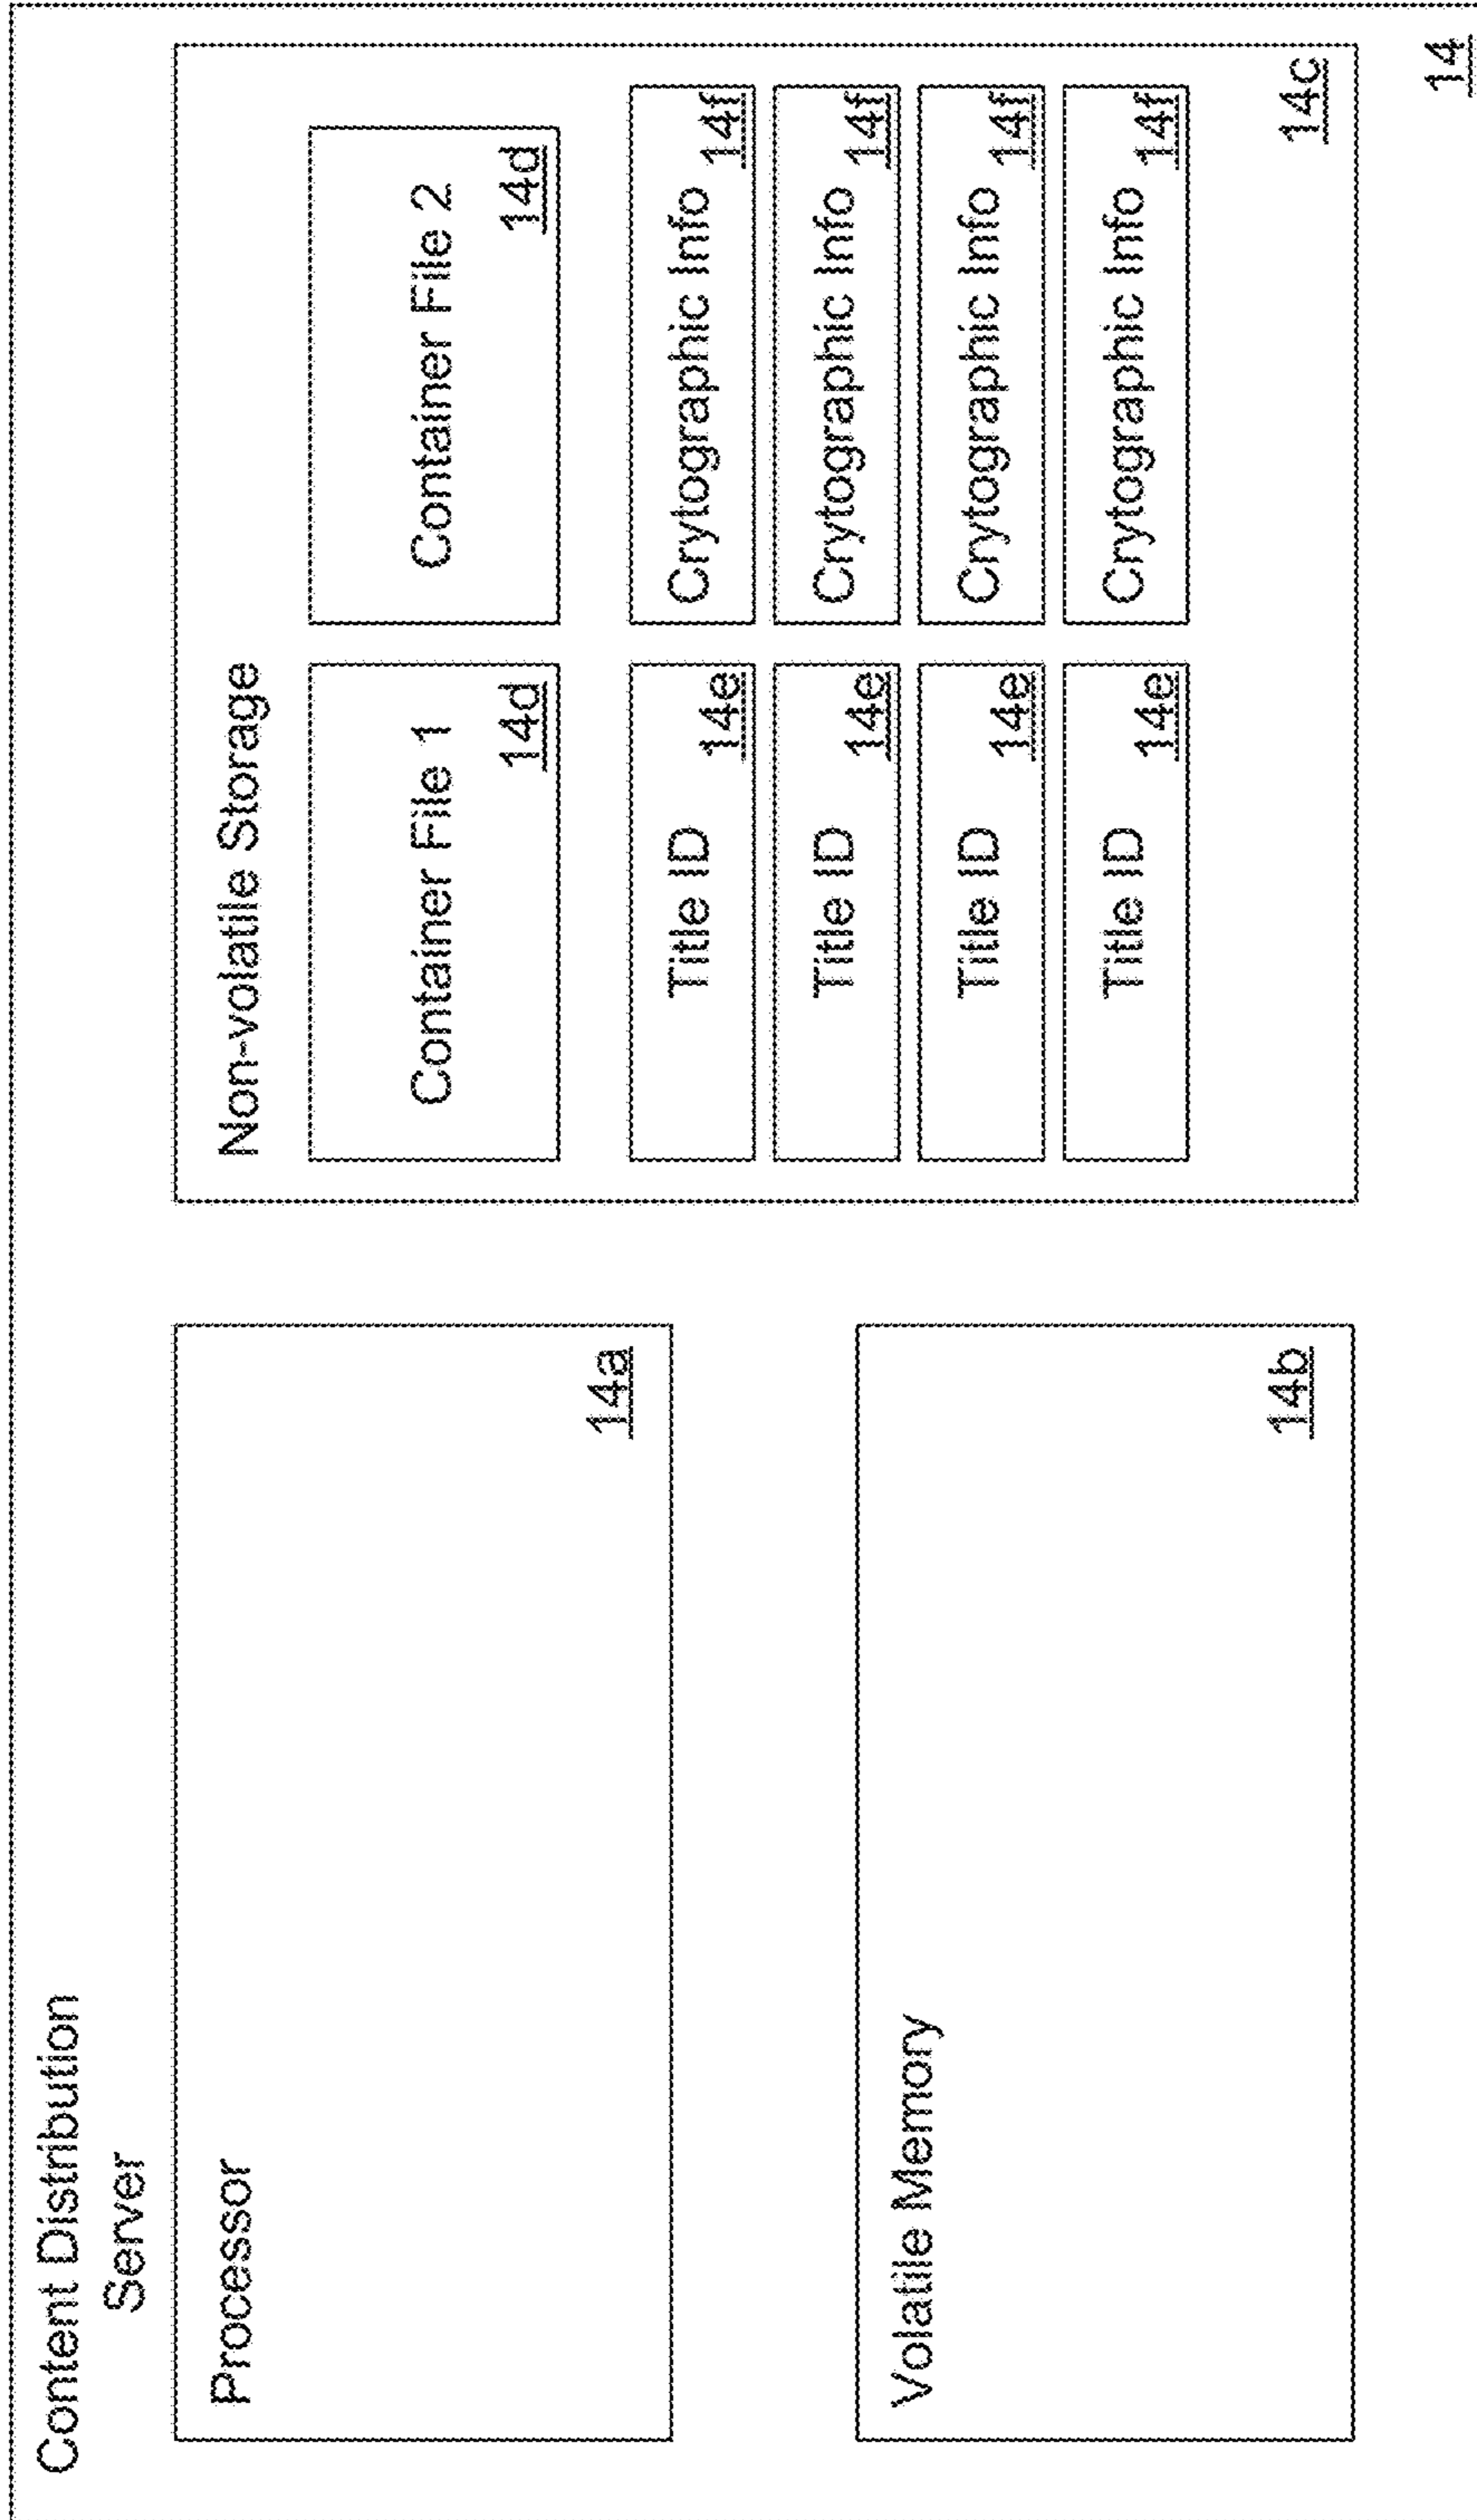 Content Distribution
Server
Processor
14a
Volatile Memory
14b
Non-volatile Storage
Container File 1
14d
Container File 2
14d
Title ID 14e
Crytographic Info 14f
Title ID 14e
Crytographic Info 14f
Title ID 14e
Crytographic Info 14f
Title ID 14e
Crytographic Info 14f
14c
14